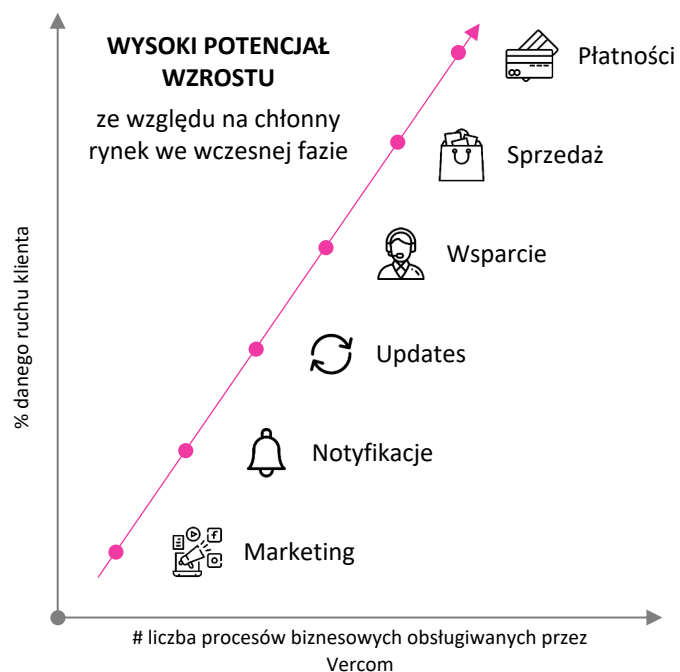 WYSOKI POTENCJAŁ
WZROSTU
ze względu na chłonny
rynek we wczesnej fazie
Płatności
Sprzedaż
Wsparcie
Updates
Notyfikacje
Marketing
% danego ruchu klienta
# liczba procesów biznesowych obsługiwanych przez
Vercom